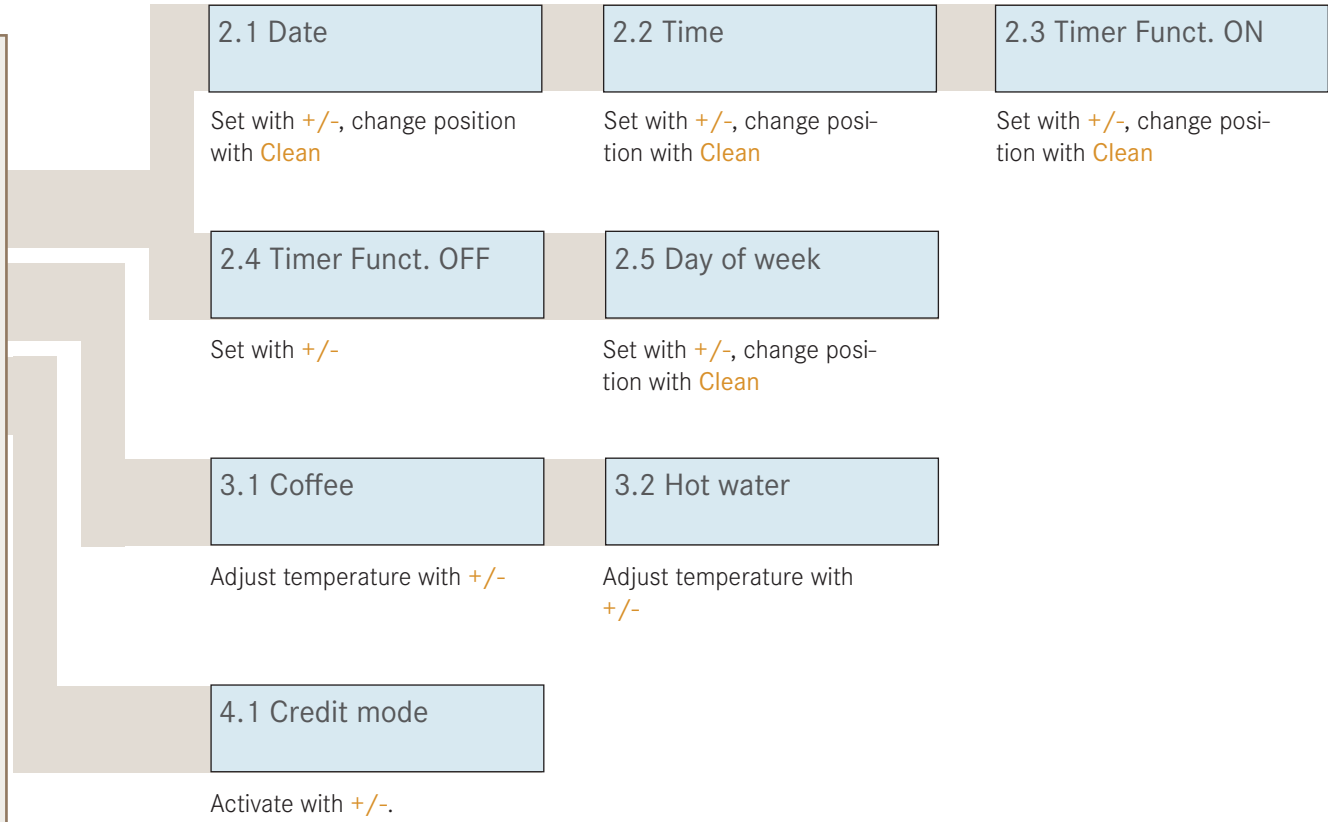 2.1 Date
2.2 Time
2.3 Timer Funct. ON
Set with +/-, change position
with Clean
Set with +/-, change posi-
tion with Clean
Set with +/-, change posi-
tion with Clean
2.4 Timer Funct. OFF
2.5 Day of week
Set with +/-
Set with +/-, change posi-
tion with Clean
3.1 Coffee
3.2 Hot water
Adjust temperature with +/-
Adjust temperature with
+/-
4.1 Credit mode
Activate with +/-.